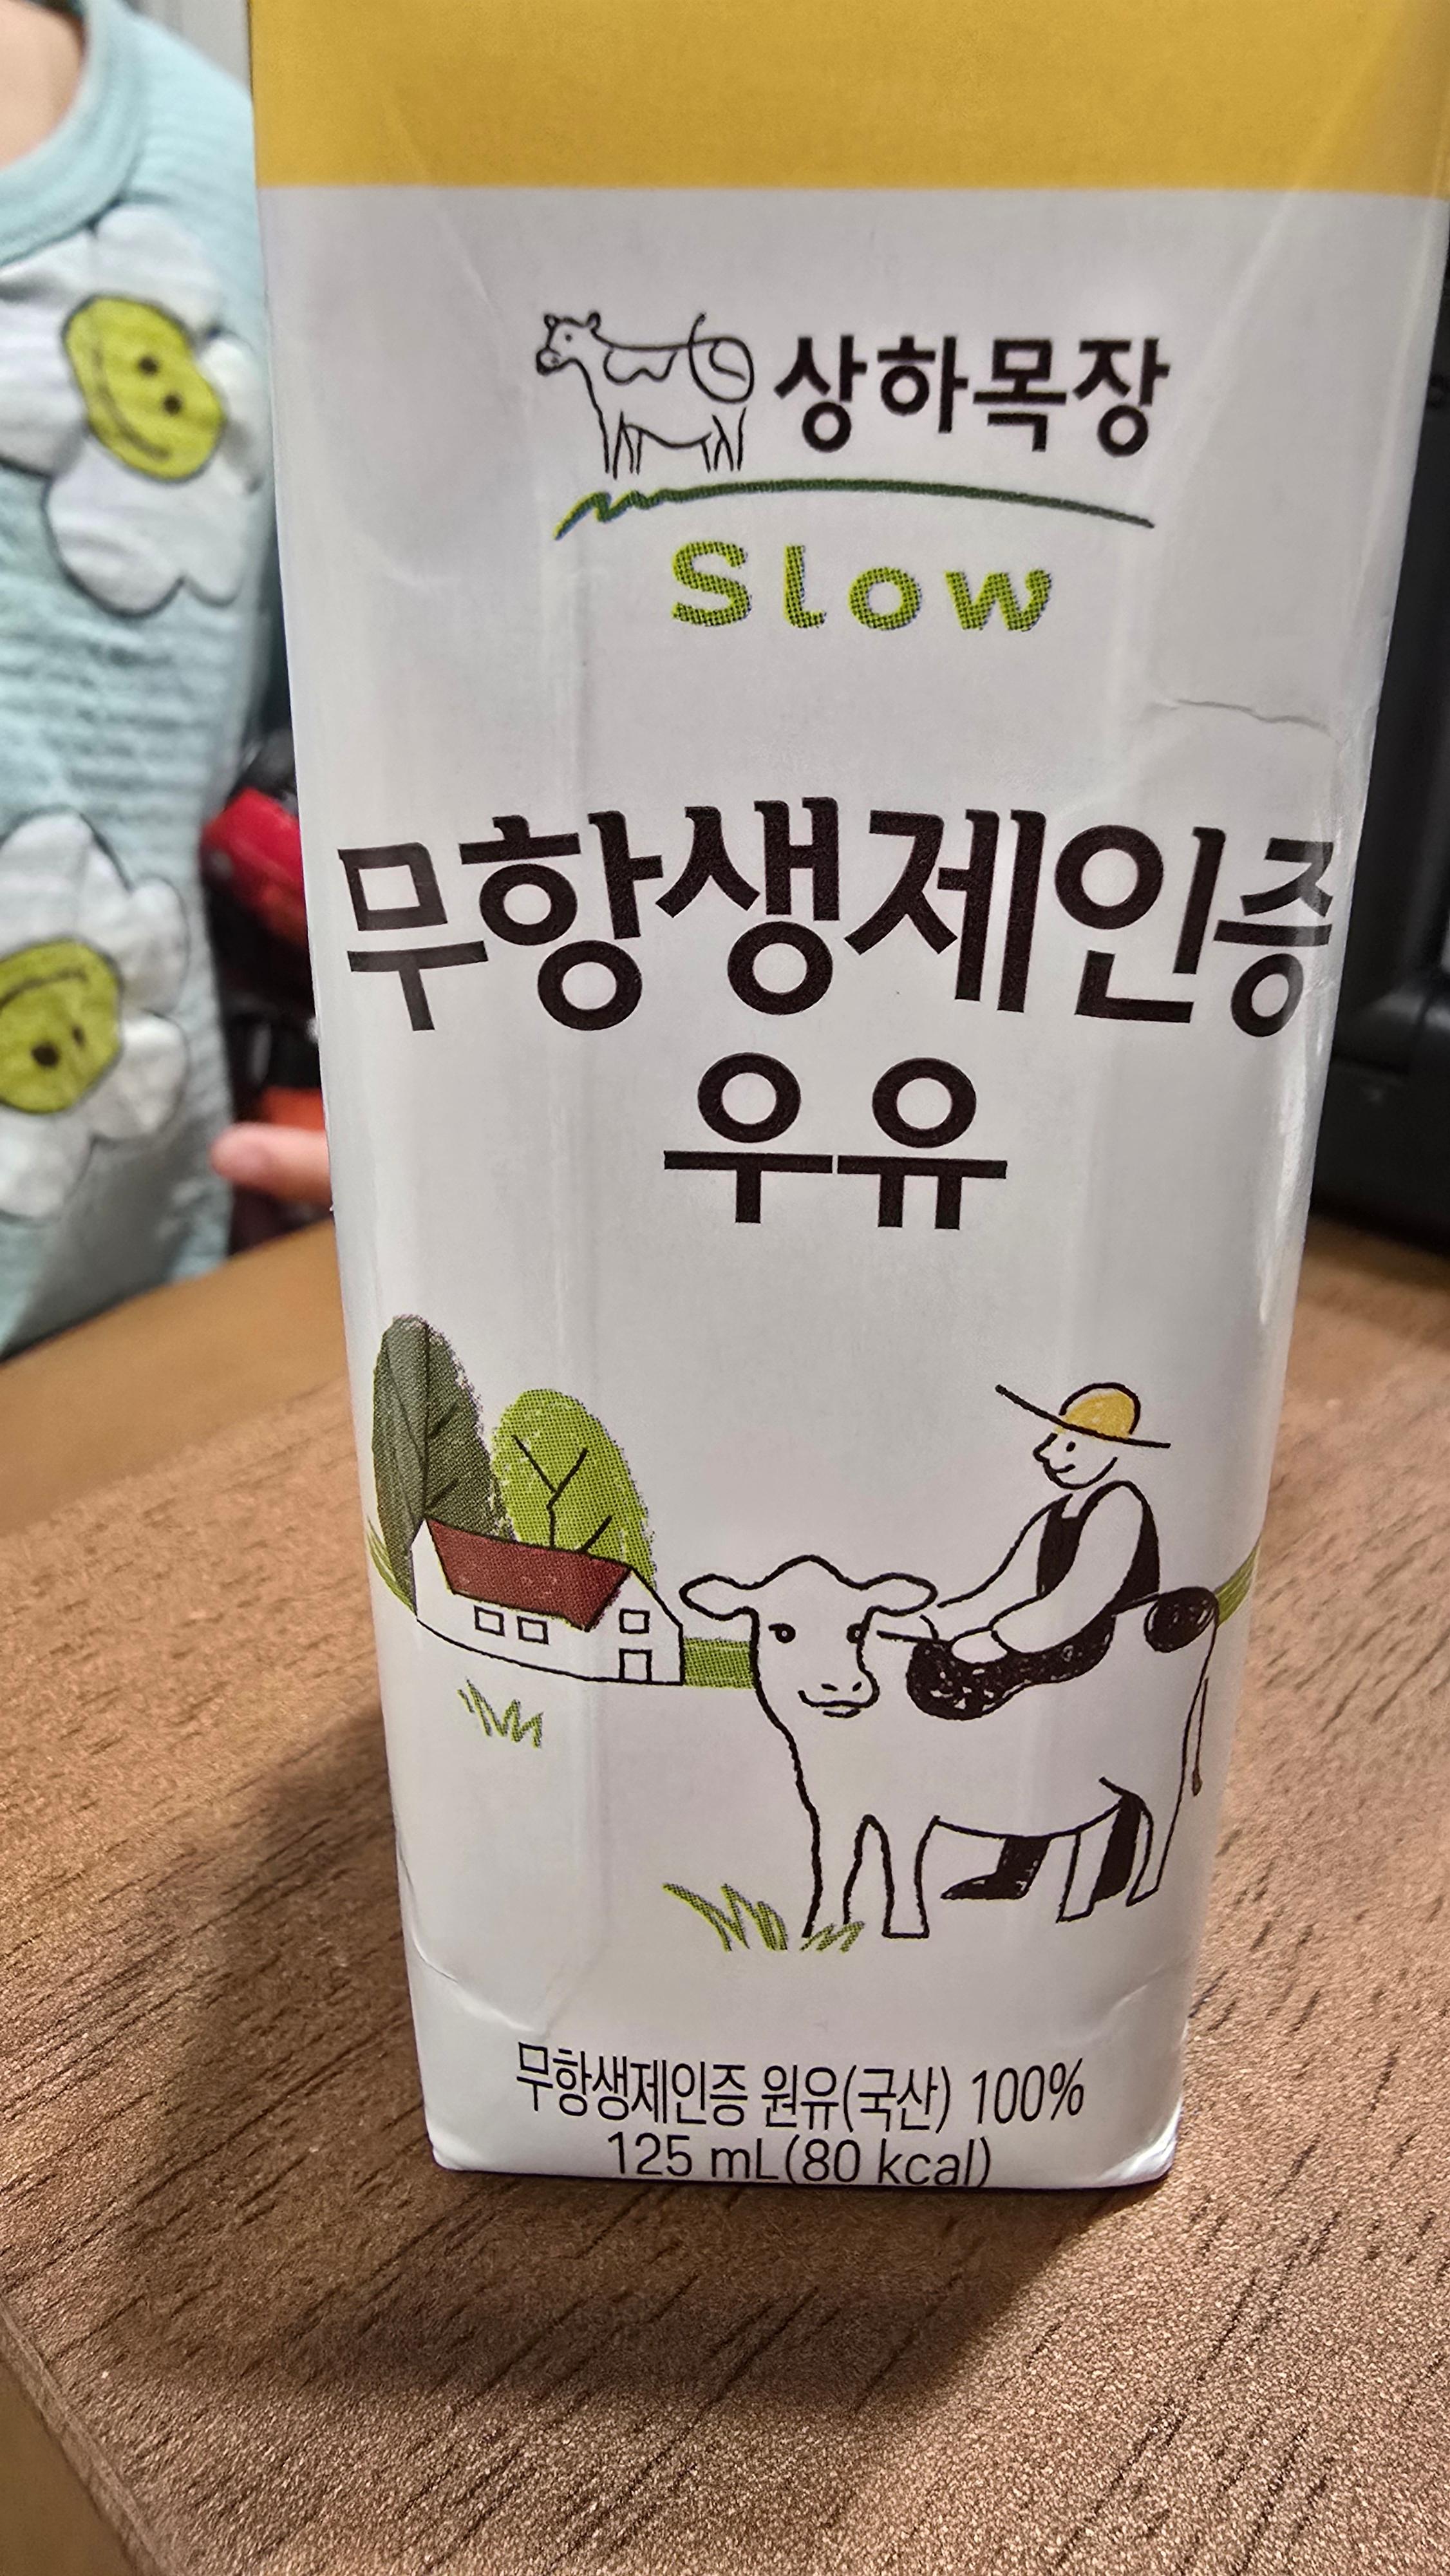 상하목장
Slow
무항생제인증
우유
무항생제인증 원유(국산) 100%
125 mL(80 kcal)